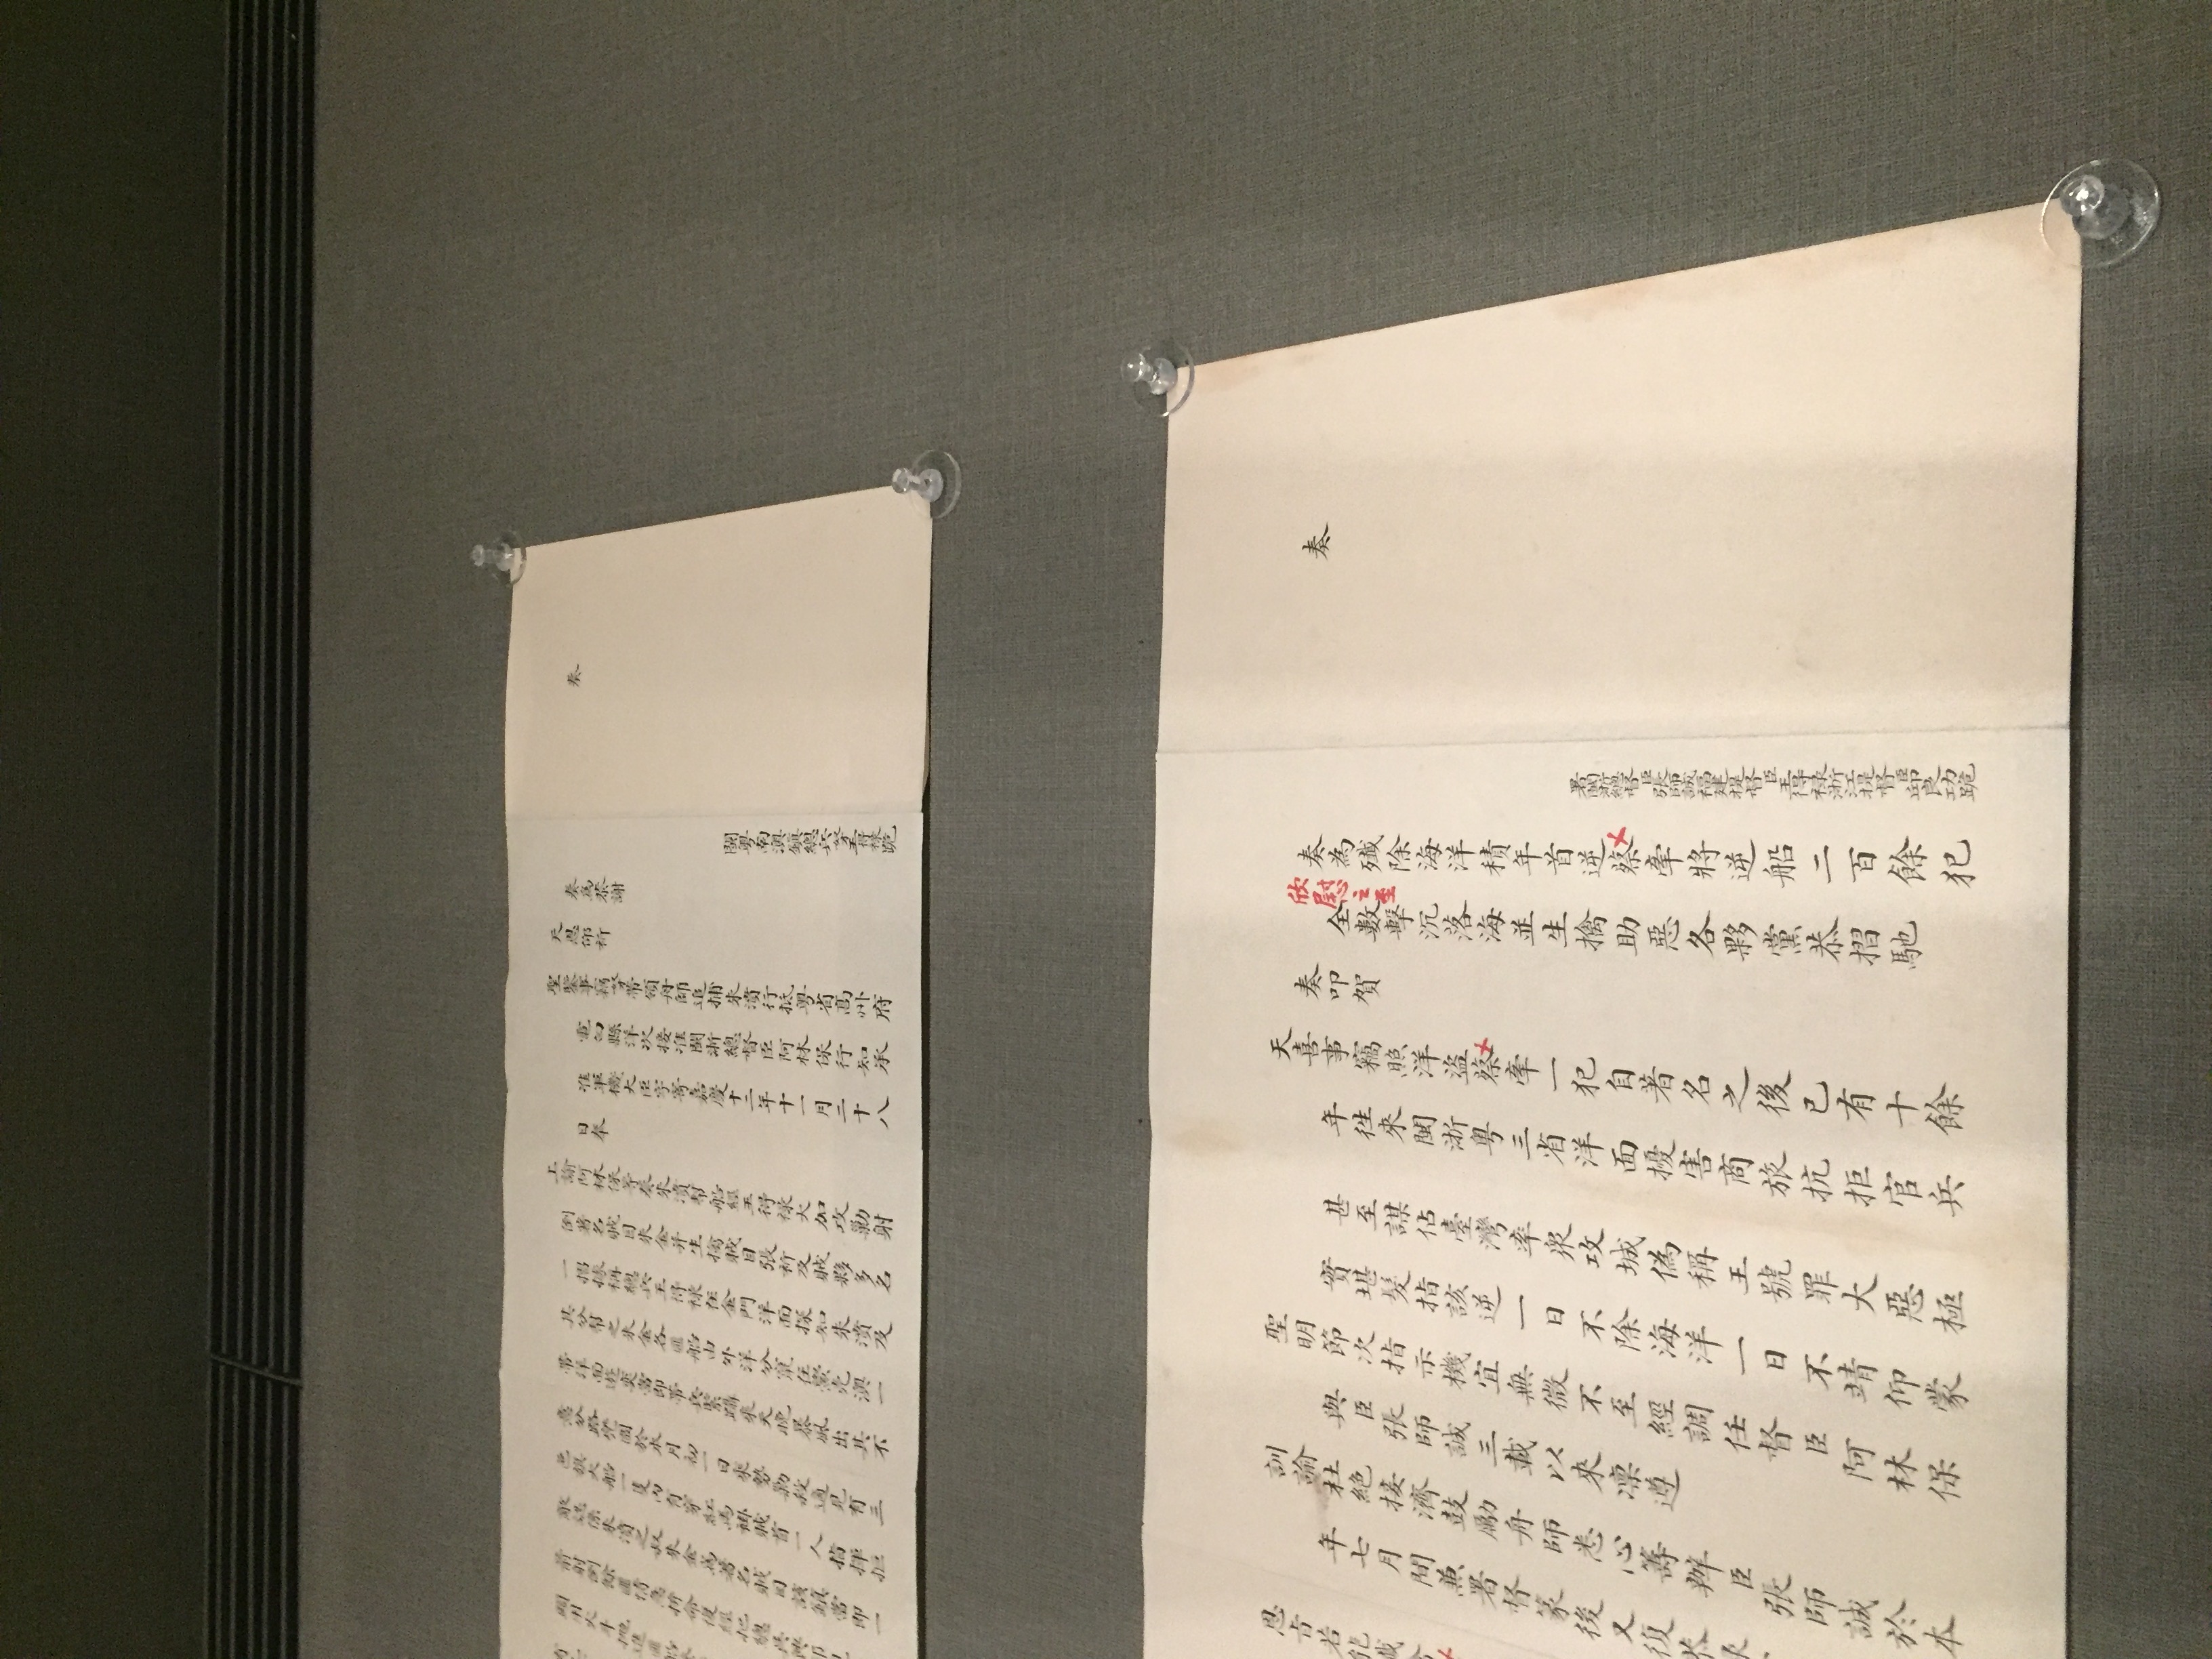 奏
閩粵南澳鎮總兵奴才王得祿跪
奏為恭謝
天恩仰祈
聖鑒事竊奴才帶領舟師追捕朱濆行抵粵省高州府
電白縣洋次接准閩浙總督臣阿林保行知承
准軍機大臣字寄嘉慶十二年十一月二十八
日奉
上諭阿林保等奏朱濆幫船經王得祿大加攻勦射
倒著名賊目朱金并生擒賊目張祈及賊夥多名
一摺據稱總兵王得祿在金門洋面探知朱濆及
其分幫之朱金各匪船由外洋分竄在鱟壳澳一
帶洋面遊奕當即帶兵緊躡乘天晚暴風出其不
意分路兜圍於本月初一日乘勢勦殺適見有三
色旗大船一隻內有穿紅馬褂賊首一人指揮拒
敵認係朱濆之叔朱金為著名賊目該鎮當即一
箭射倒餘匪情急拚命復經把總吳興邦
圍用火斗拋進匪船
奏
署閩浙總督臣張師誠福建提督臣王得祿浙江提督臣邱良功跪
奏為殲除海洋積年首逆蔡牽將逆船二百餘犯
欣慰之至
全數擊沉落海並生擒助惡各夥黨恭摺馳
奏叩賀
天喜事竊照洋盜蔡牽一犯自著名之後已有十餘
年徃來閩浙粵三省洋面擾害商旅抗拒官兵
甚至謀佔臺灣率眾攻城偽稱王號罪大惡極
實堪髮指該逆一日不除海洋一日不靖仰蒙
聖明節次指示機宜無微不至經調任督臣阿林保
與臣張師誠三載以來凛遵
訓諭杜絕接濟鼓勵舟師悉心籌辦臣張師誠於本
年七月間兼署督篆後又復恭
恩旨若能殲